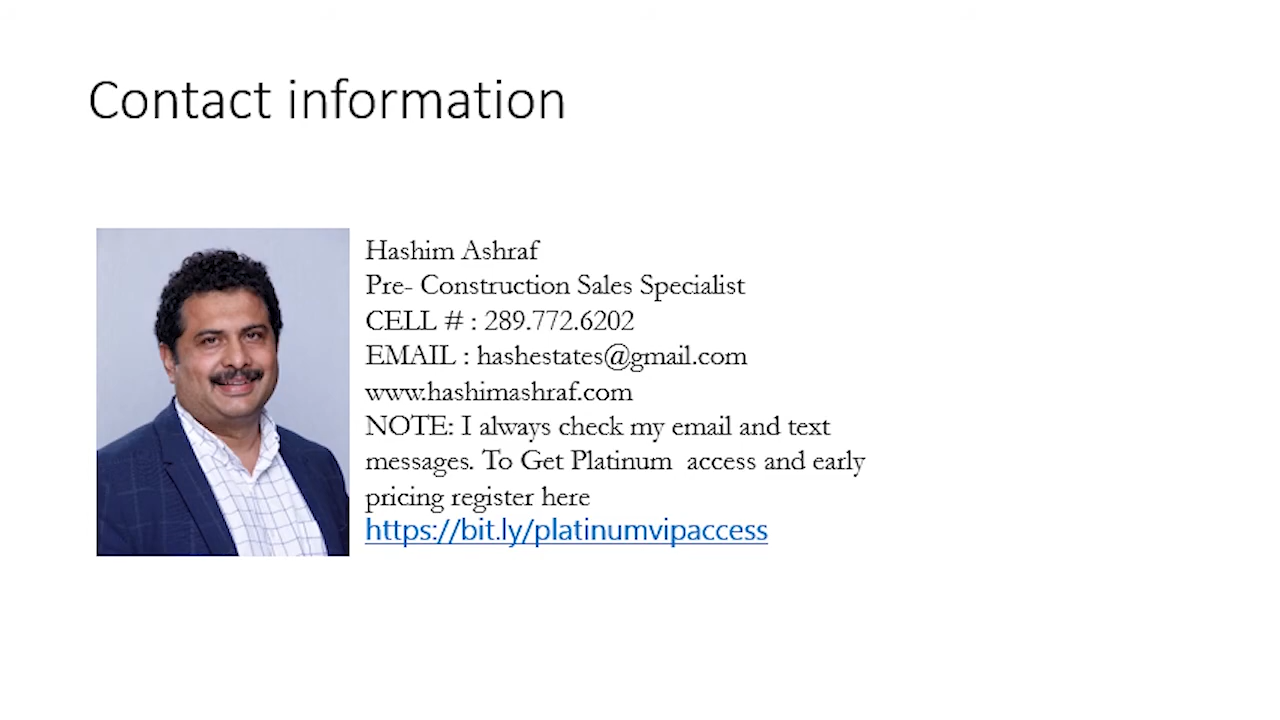 Contact information
Hashim Ashraf
Pre- Construction Sales Specialist
CELL # : 289.772.6202
EMAIL : hashestates@gmail.com
www.hashimashraf.com
NOTE: I always check my email and text
messages. To Get Platinum  access and early
pricing register here
https://bit.ly/platinumvipaccess